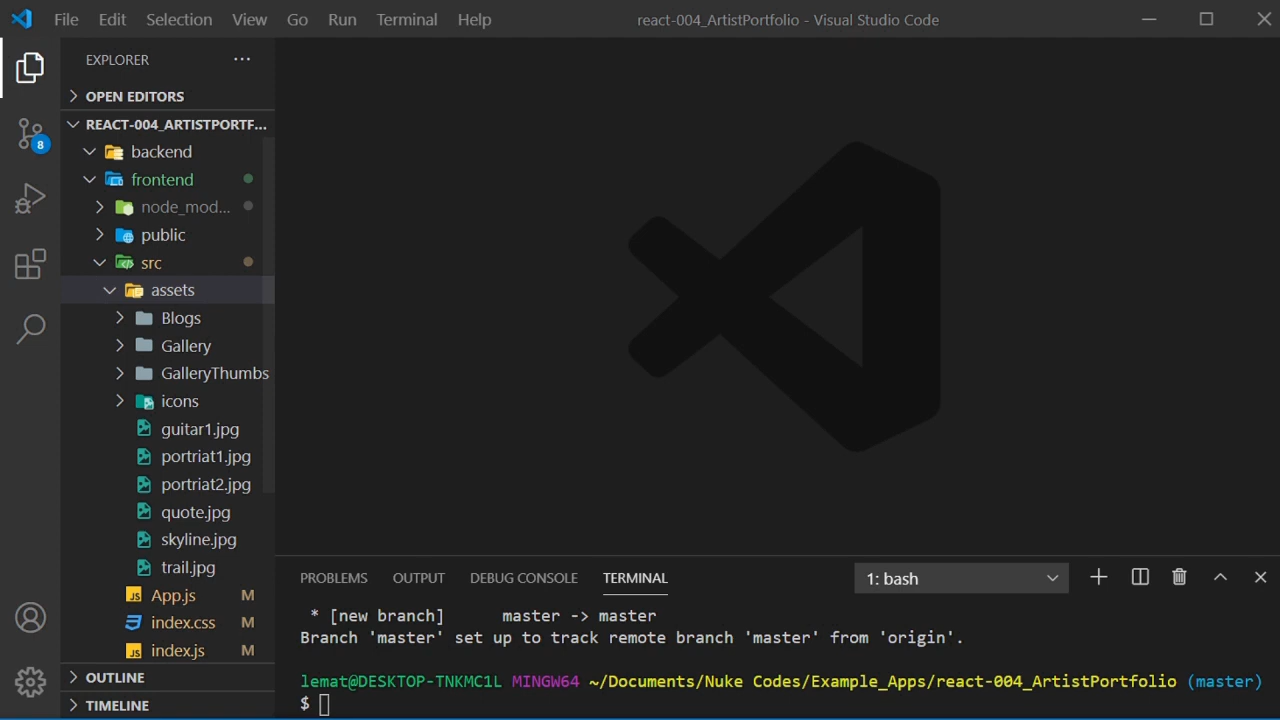 File Edit Selection View Go Run Terminal Help
react-004_ArtistPortfolio - Visual Studio Code
EXPLORER ...
OPEN EDITORS
REACT-004_ARTISTPORTF...
backend
frontend
8
node_mod...
public
src
assets
Blogs
Gallery
GalleryThumbs
icons
guitar1.jpg
portriat1.jpg
portriat2.jpg
quote.jpg
skyline.jpg
trail.jpg
App.js M
index.css M
index.js M
OUTLINE
TIMELINE
PROBLEMS OUTPUT DEBUG CONSOLE TERMINAL 1: bash
* [new branch] master -> master
Branch 'master' set up to track remote branch 'master' from 'origin'.
lemat@DESKTOP-TNKMC1L MINGW64 ~/Documents/Nuke Codes/Example_Apps/react-004_ArtistPortfolio (master)
$